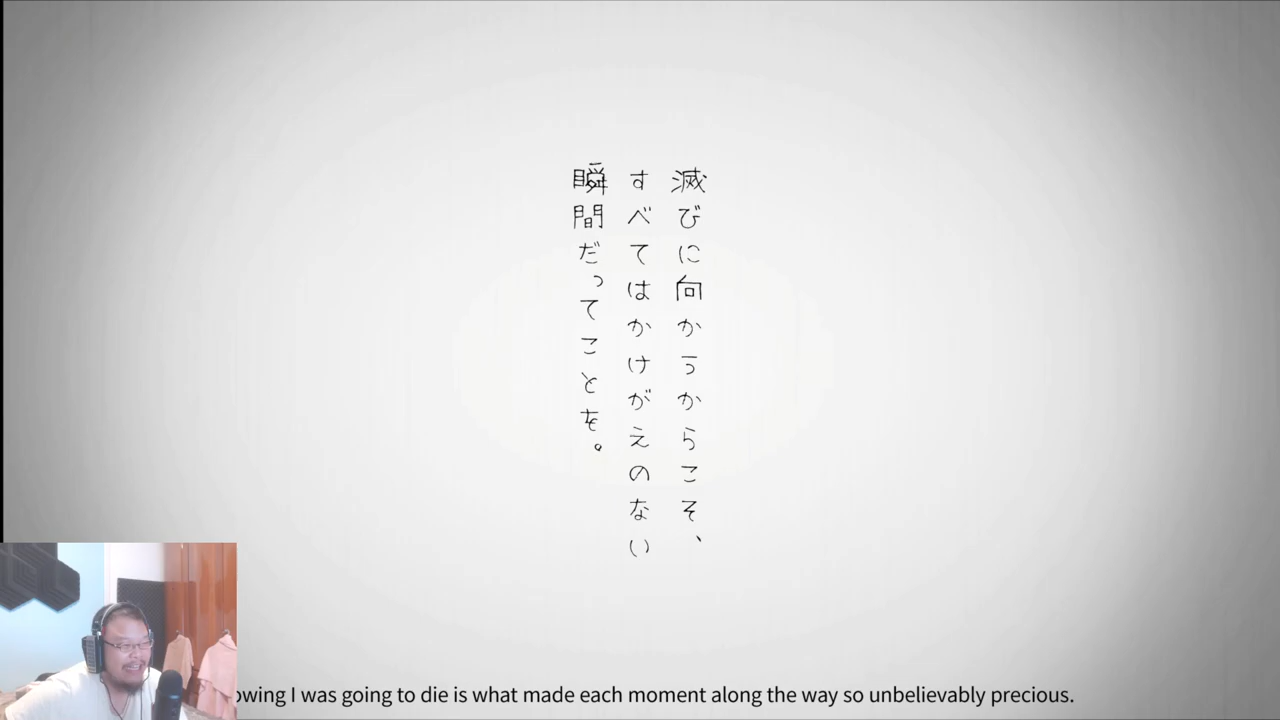 滅びに向かうからこそ、
すべてはかけがえのない
瞬間だってことを。
owing I was going to die is what made each moment along the way so unbelievably precious.